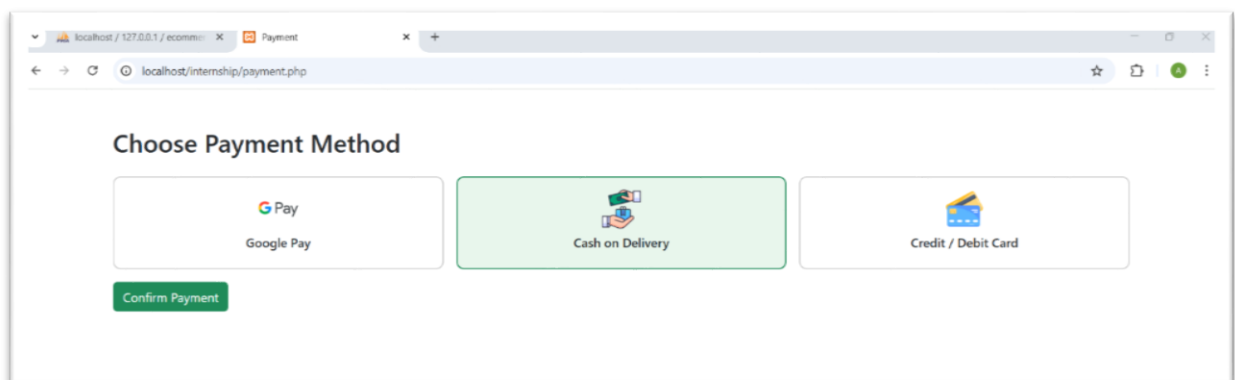 localhost / 127.0.0.1 / ecomme
Payment
localhost/internship/payment.php
A
Choose Payment Method
G Pay
Google Pay
Cash on Delivery
Credit / Debit Card
Confirm Payment